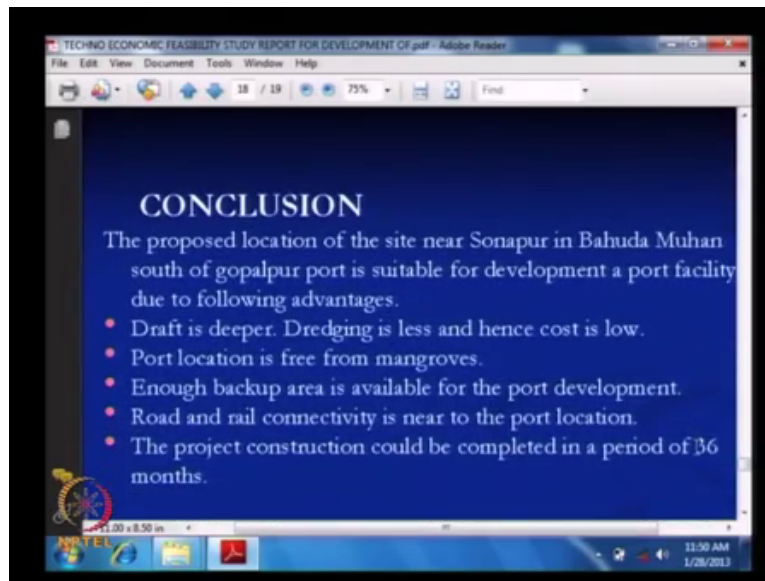 TECHNO ECONOMIC FEASIBILITY STUDY REPORT FOR DEVELOPMENT OF.pdf - Adobe Reader
File Edit View Document Tools Window Help
18 / 19 75% Find
CONCLUSION
The proposed location of the site near Sonapur in Bahuda Muhan
south of gopalpur port is suitable for development a port facility
due to following advantages.
• Draft is deeper. Dredging is less and hence cost is low.
• Port location is free from mangroves.
• Enough backup area is available for the port development.
• Road and rail connectivity is near to the port location.
• The project construction could be completed in a period of 36
months.
11.00 x 8.50 in
NPTEL
11:50 AM
1/28/2013